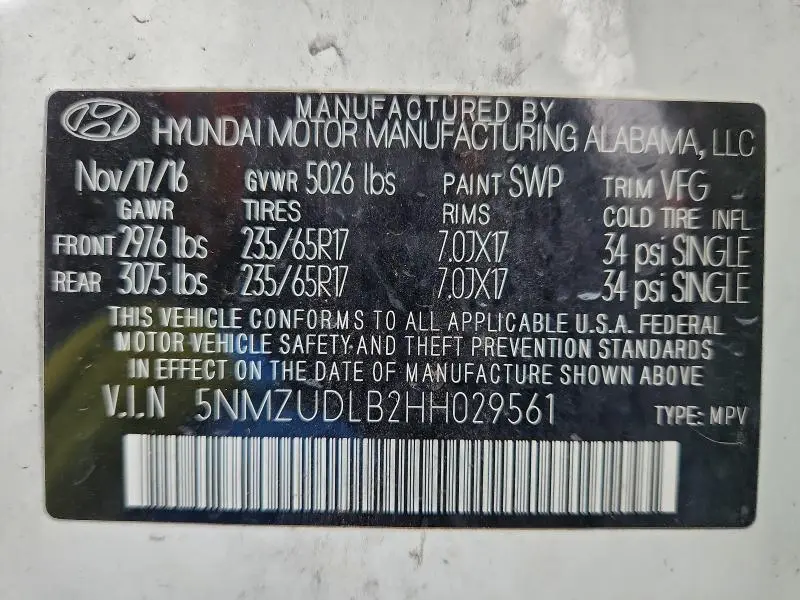 MANUFACTURED BY
HYUNDAI MOTOR MANUFACTURING ALABAMA, LLC
Nov/17/16 GVWR 5026 lbs PAINT SWP TRIM VFG
GAWR TIRES RIMS COLD TIRE INFL
FRONT 2976 lbs 235/65R17 7.0JX17 34 psi SINGLE
REAR 3075 lbs 235/65R17 7.0JX17 34 psi SINGLE
THIS VEHICLE CONFORMS TO ALL APPLICABLE U.S.A. FEDERAL
MOTOR VEHICLE SAFETY AND THEFT PREVENTION STANDARDS
IN EFFECT ON THE DATE OF MANUFACTURE SHOWN ABOVE.
V.I.N 5NMZUDLB2HH029561 TYPE: MPV